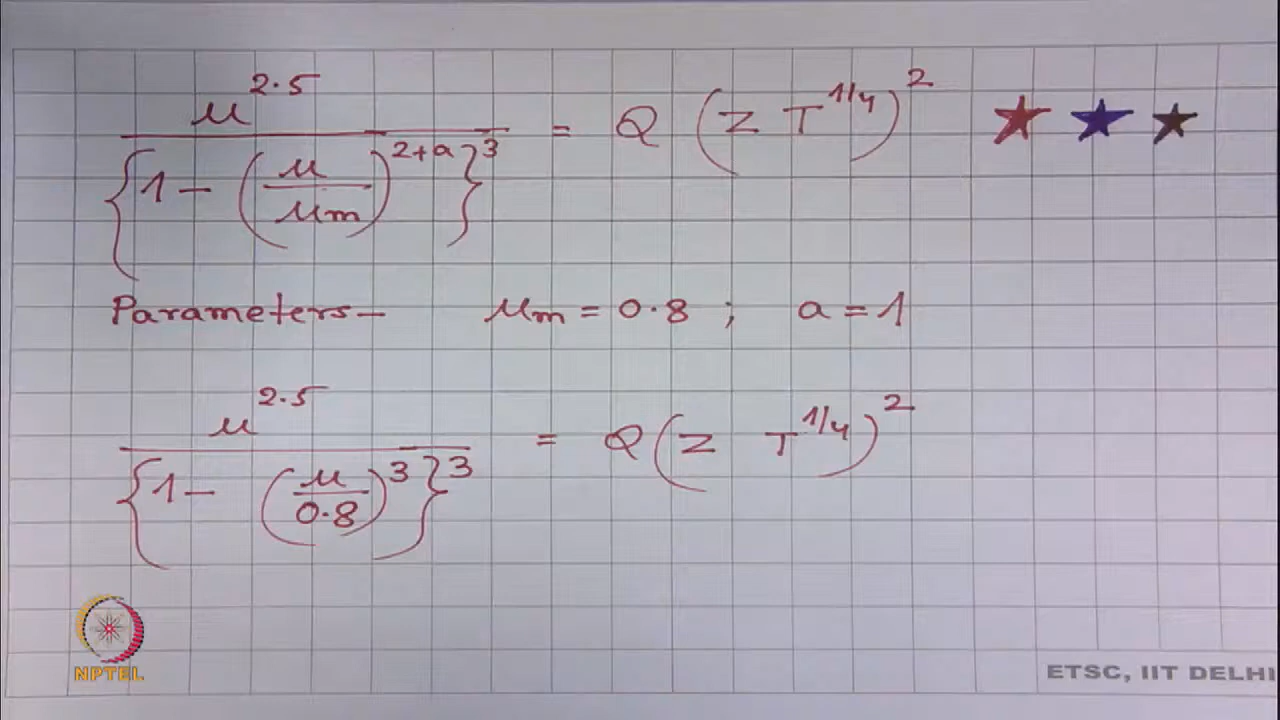 μ^2.5 / {1 - (μ/μm)^2+a}^3 = Q (Z T^1/4)^2
Parameters- μm = 0.8 ; a = 1
μ^2.5 / {1 - (μ/0.8)^3}^3 = Q (Z T^1/4)^2
NPTEL
ETSC, IIT DELHI